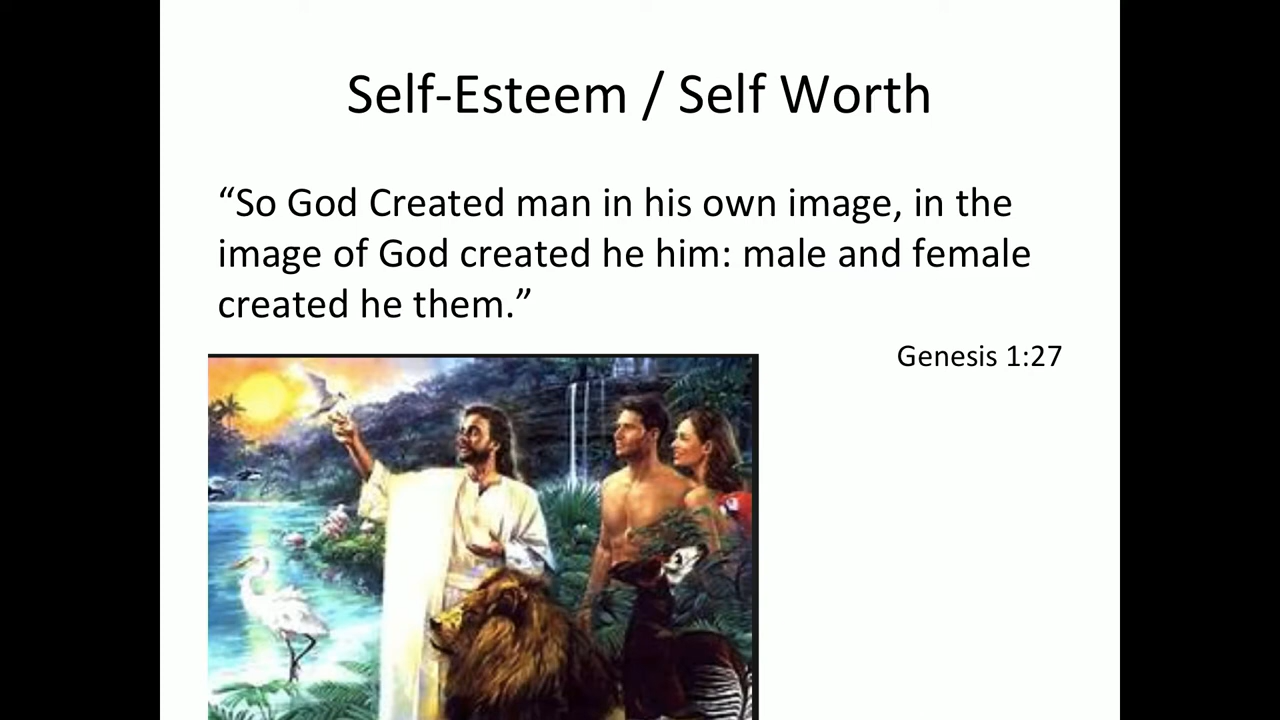 Self-Esteem / Self Worth
“So God Created man in his own image, in the
image of God created he him: male and female
created he them.”
Genesis 1:27